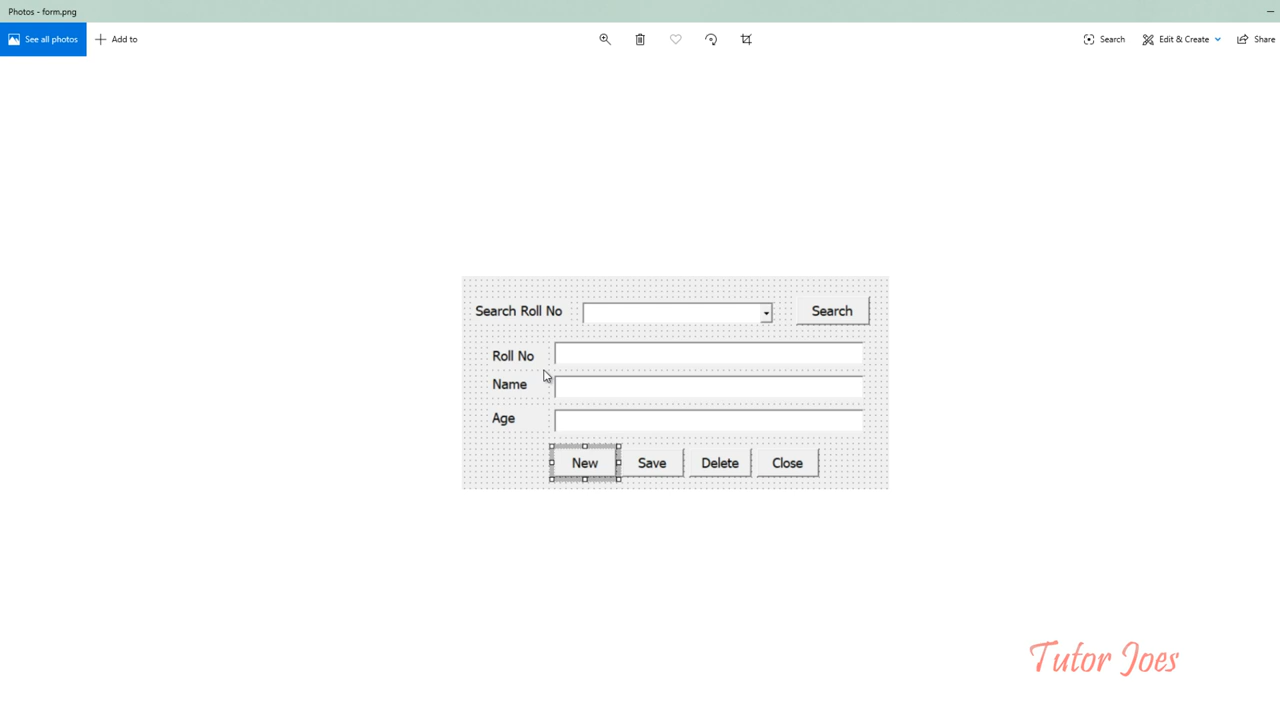 Photos - form.png
See all photos
Add to
Search
Edit & Create
Share
Search Roll No
Search
Roll No
Name
Age
New
Save
Delete
Close
Tutor Joes